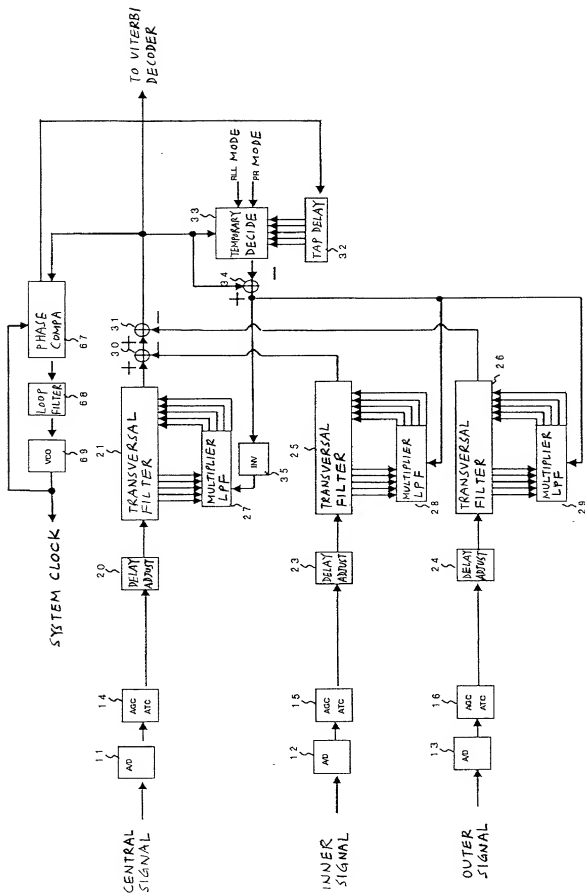 CENTRAL
SIGNAL
11
A/D
14
AGC
ATC
20
DELAY
ADJUST
21
TRANSVERSAL
FILTER
MULTIPLIER
LPF
27
INV
35
+
30
−
+
31
−
TO VITERBI
DECODER
SYSTEM CLOCK
VCO
69
LOOP
FILTER
68
PHASE
COMPA
67
33
TEMPORARY
DECIDE
RLL MODE
PR MODE
TAP DELAY
32
34
+
−
INNER
SIGNAL
12
A/D
15
AGC
ATC
23
DELAY
ADJUST
25
TRANSVERSAL
FILTER
MULTIPLIER
LPF
28
OUTER
SIGNAL
13
A/D
16
AGC
ATC
24
DELAY
ADJUST
26
TRANSVERSAL
FILTER
MULTIPLIER
LPF
29